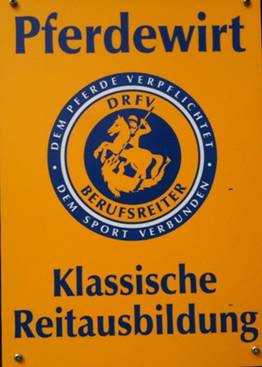 Pferdewirt
· DEM PFERDE VERPFLICHTET ·
DRFV
BERUFSREITER
DEM SPORT VERBUNDEN
Klassische
Reitausbildung